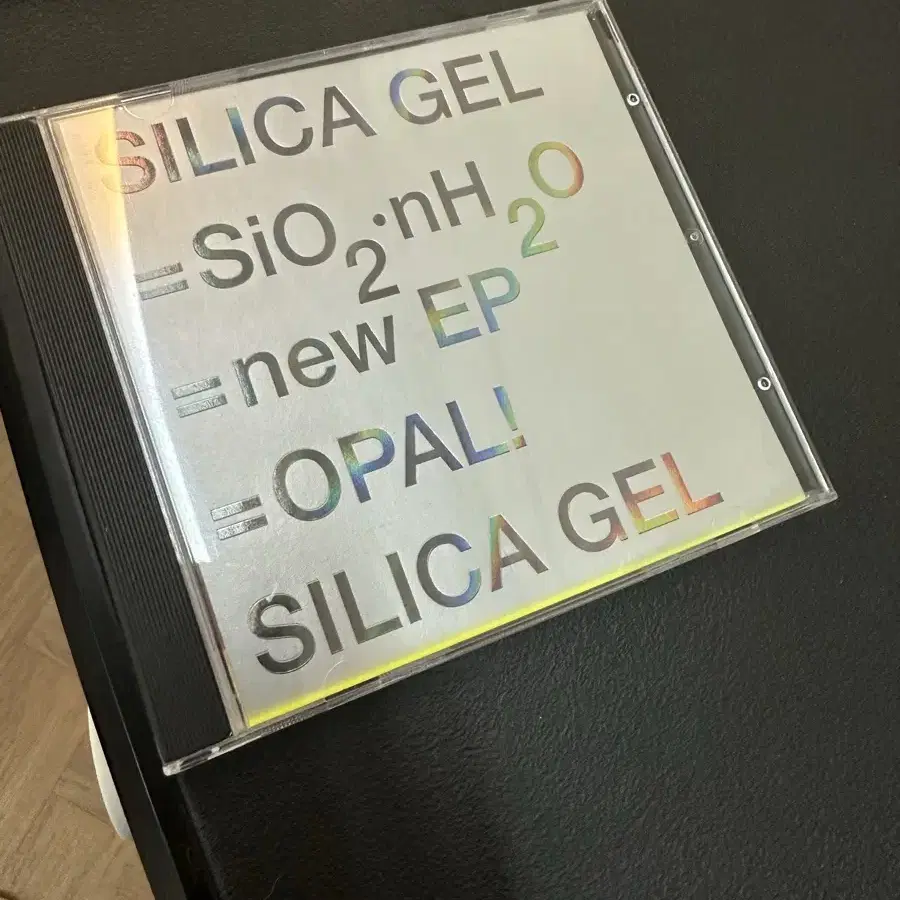 SILICA GEL
=SiO₂·nH₂O
=new EP
=OPAL!
SILICA GEL